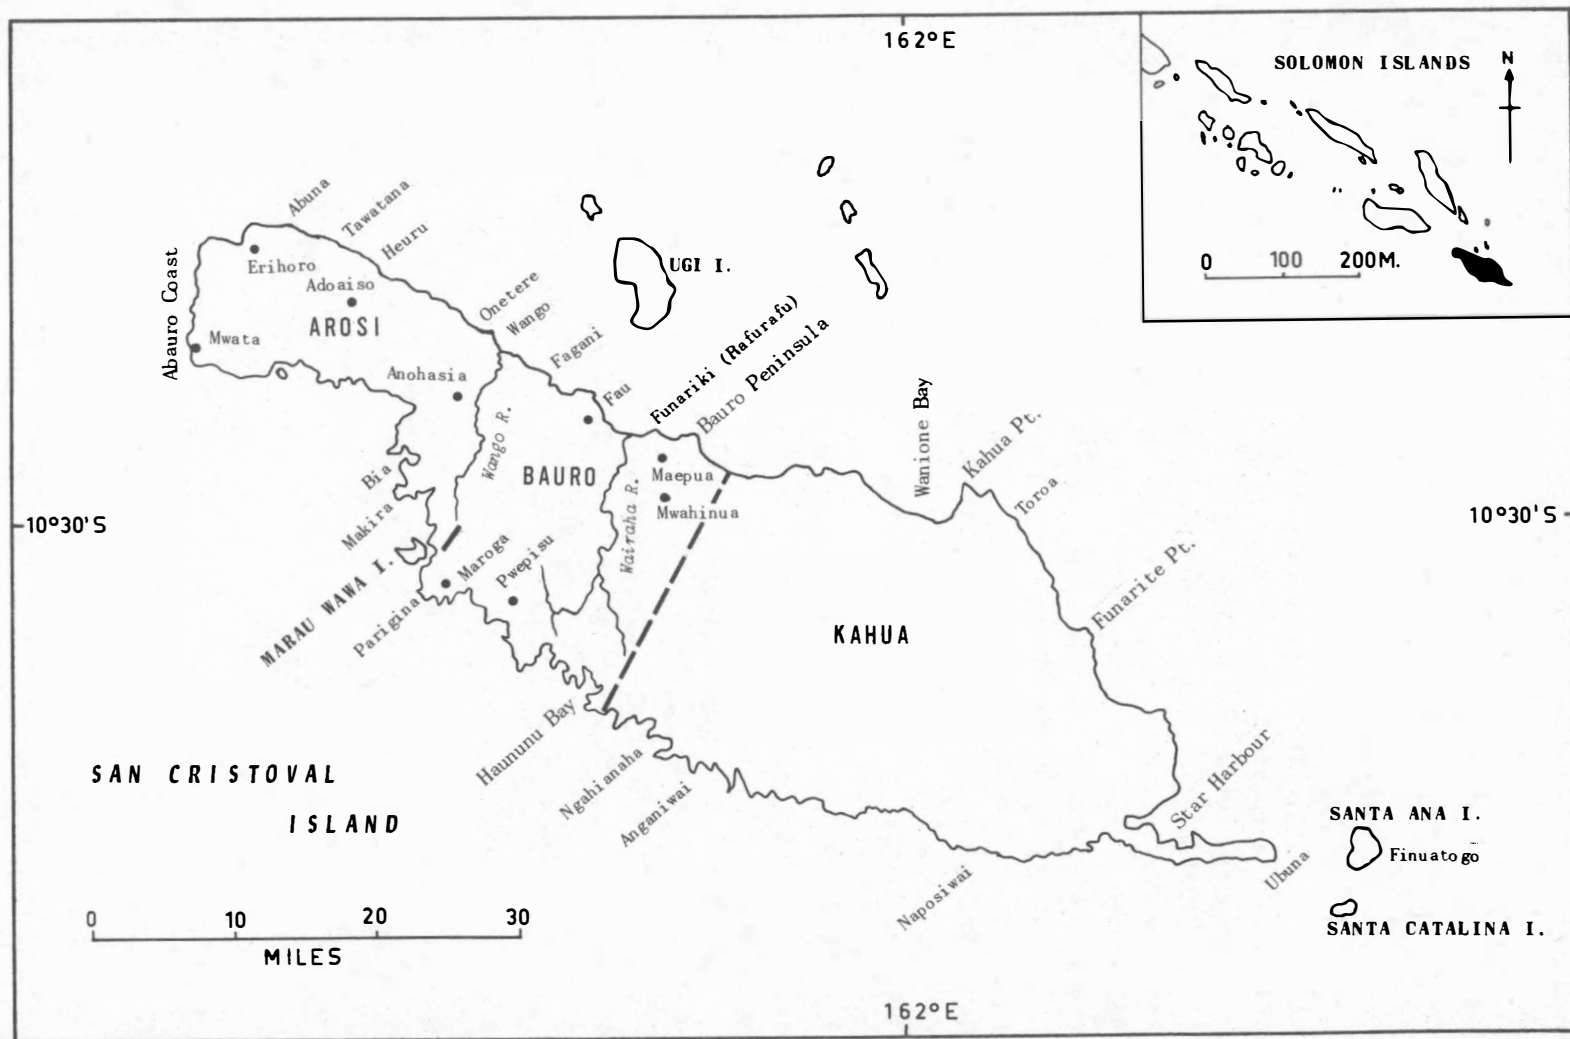 162°E
SOLOMON ISLANDS
N
0 100 200M.
Abuna
Tawatana
Heuru
Abauro Coast
Erihoro
Adoaiso
AROSI
Mwata
Anohasia
Onetere
Wango
Fagani
Fau
UGI I.
Funariki (Rafurafu)
Bauro Peninsula
Wango R.
BAURO
Wairaha R.
Maepua
Mwahinua
Wanione Bay
Kahua Pt.
Toroa
Funarite Pt.
10°30'S
10°30'S
Bia
Makira
MARAU WAWA I.
Maroga
Pwepisu
Parigina
KAHUA
Haununu Bay
Ngahianaha
Anganiwai
Star Harbour
Naposiwai
Ubuna
SAN CRISTOVAL
ISLAND
SANTA ANA I.
Finuatogo
SANTA CATALINA I.
0 10 20 30
MILES
162°E